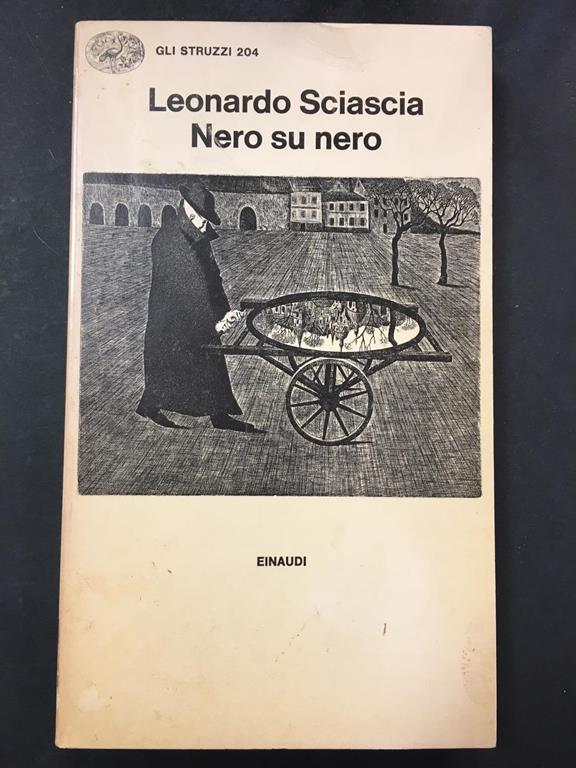 GLI STRUZZI 204
Leonardo Sciascia
Nero su nero
EINAUDI